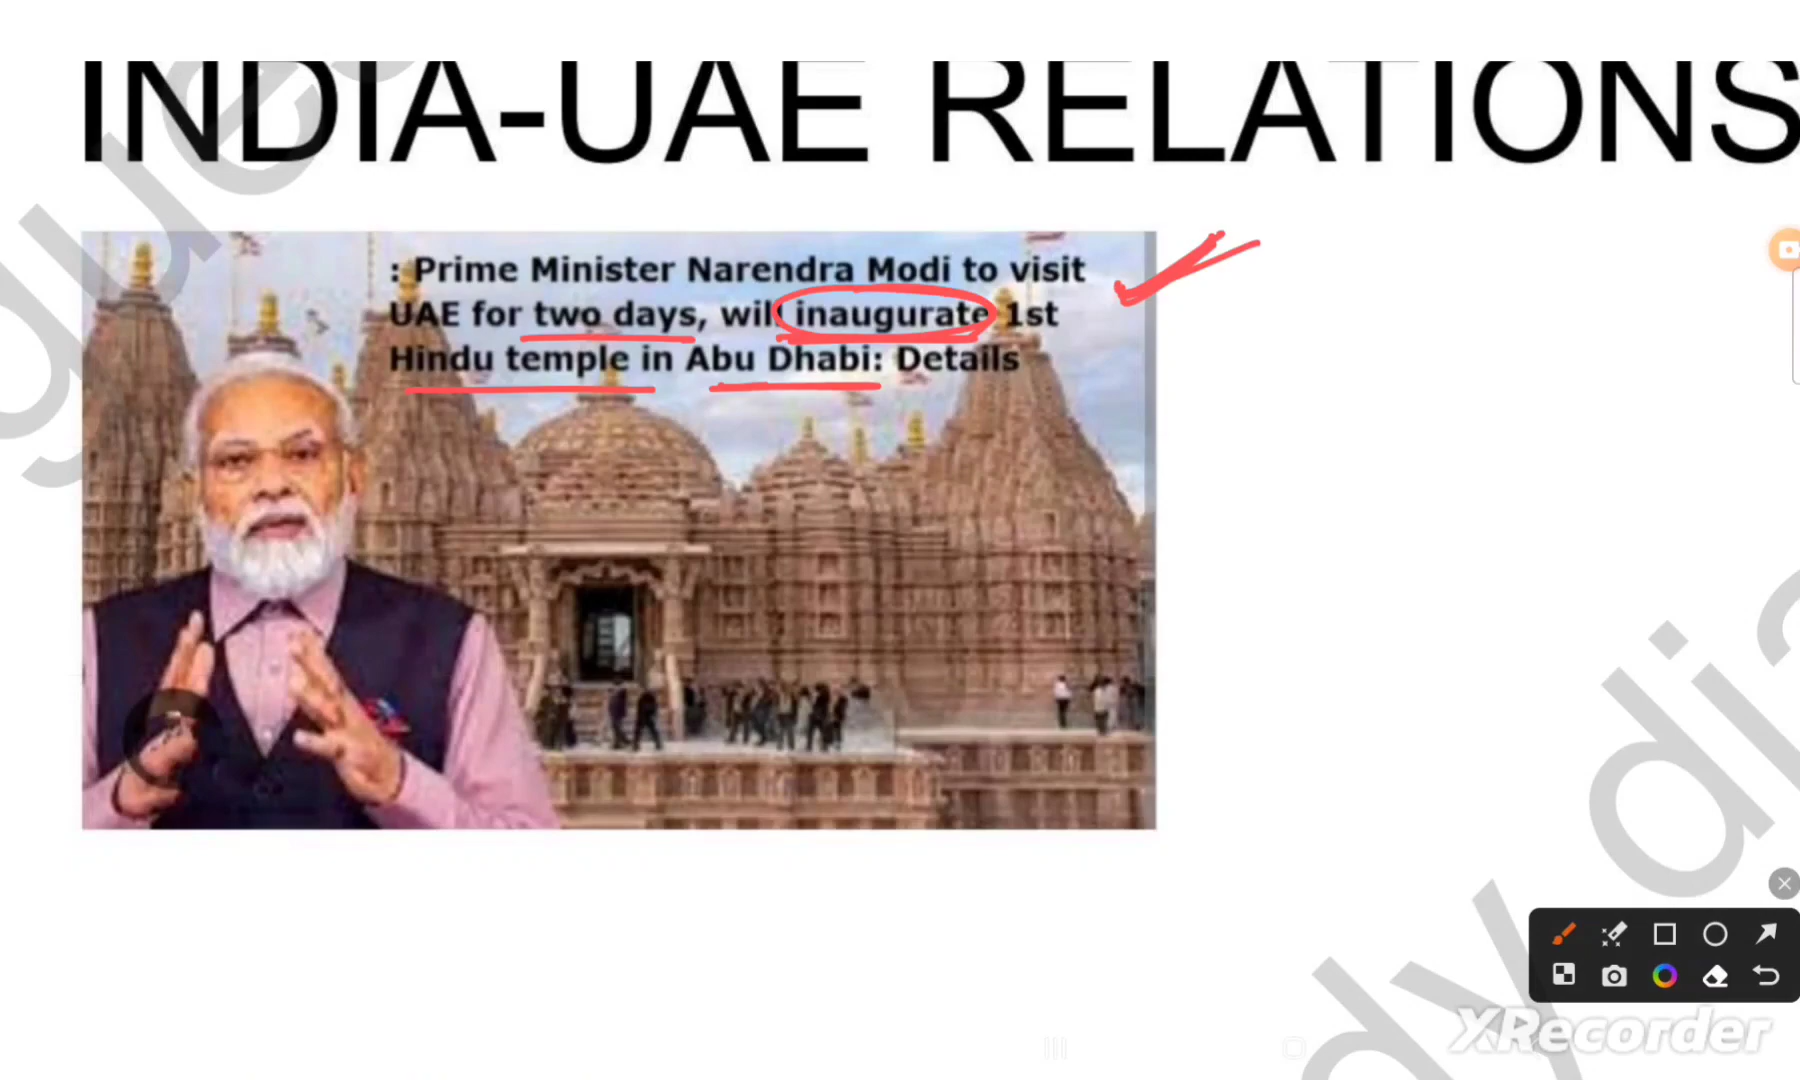 INDIA-UAE RELATIONS
: Prime Minister Narendra Modi to visit
UAE for two days, will inaugurate 1st
Hindu temple in Abu Dhabi: Details
XRecorder